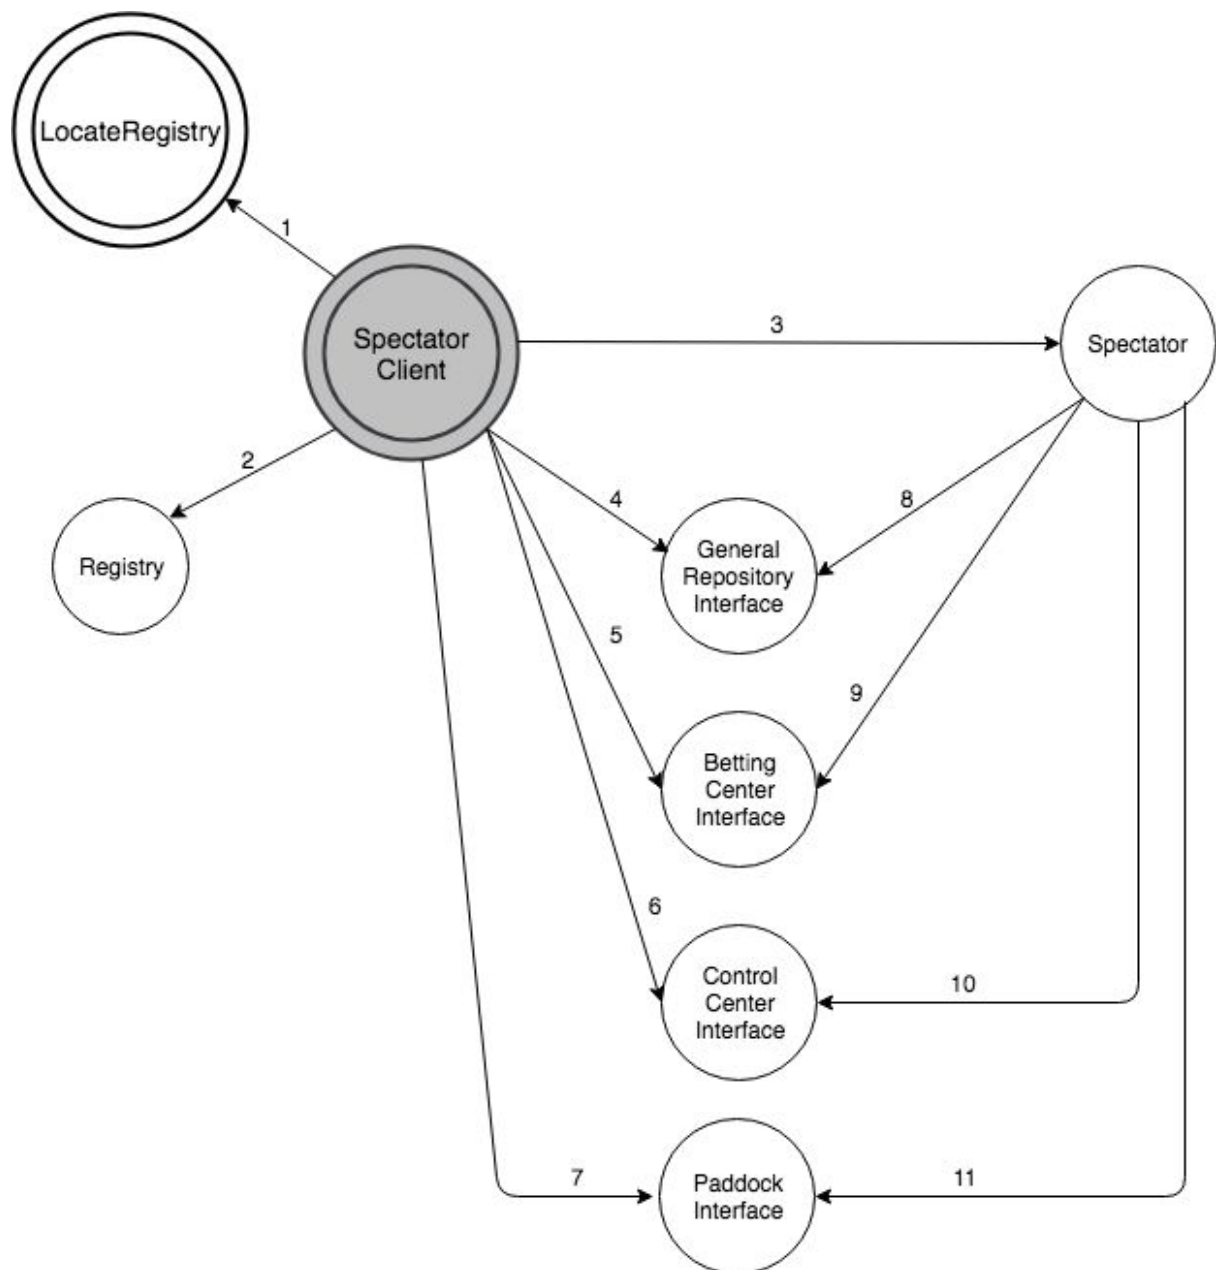 LocateRegistry
1
3
Spectator
Client
Spectator
2
4
8
Registry
General
Repository
Interface
5
9
Betting
Center
Interface
6
Control
Center
Interface
10
7
Paddock
Interface
11